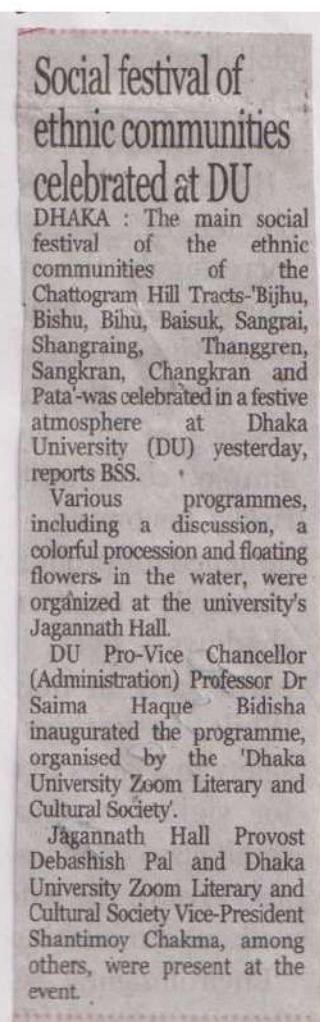 Social festival of
ethnic communities
celebrated at DU
DHAKA : The main social
festival of the ethnic
communities of the
Chattogram Hill Tracts-'Bijhu,
Bishu, Bihu, Baisuk, Sangrai,
Shangraing, Thanggren,
Sangkran, Changkran and
Pata'-was celebrated in a festive
atmosphere at Dhaka
University (DU) yesterday,
reports BSS.
Various programmes,
including a discussion, a
colorful procession and floating
flowers in the water, were
organized at the university's
Jagannath Hall.
DU Pro-Vice Chancellor
(Administration) Professor Dr
Saima Haque Bidisha
inaugurated the programme,
organised by the 'Dhaka
University Zoom Literary and
Cultural Society'.
Jagannath Hall Provost
Debashish Pal and Dhaka
University Zoom Literary and
Cultural Society Vice-President
Shantimoy Chakma, among
others, were present at the
event.